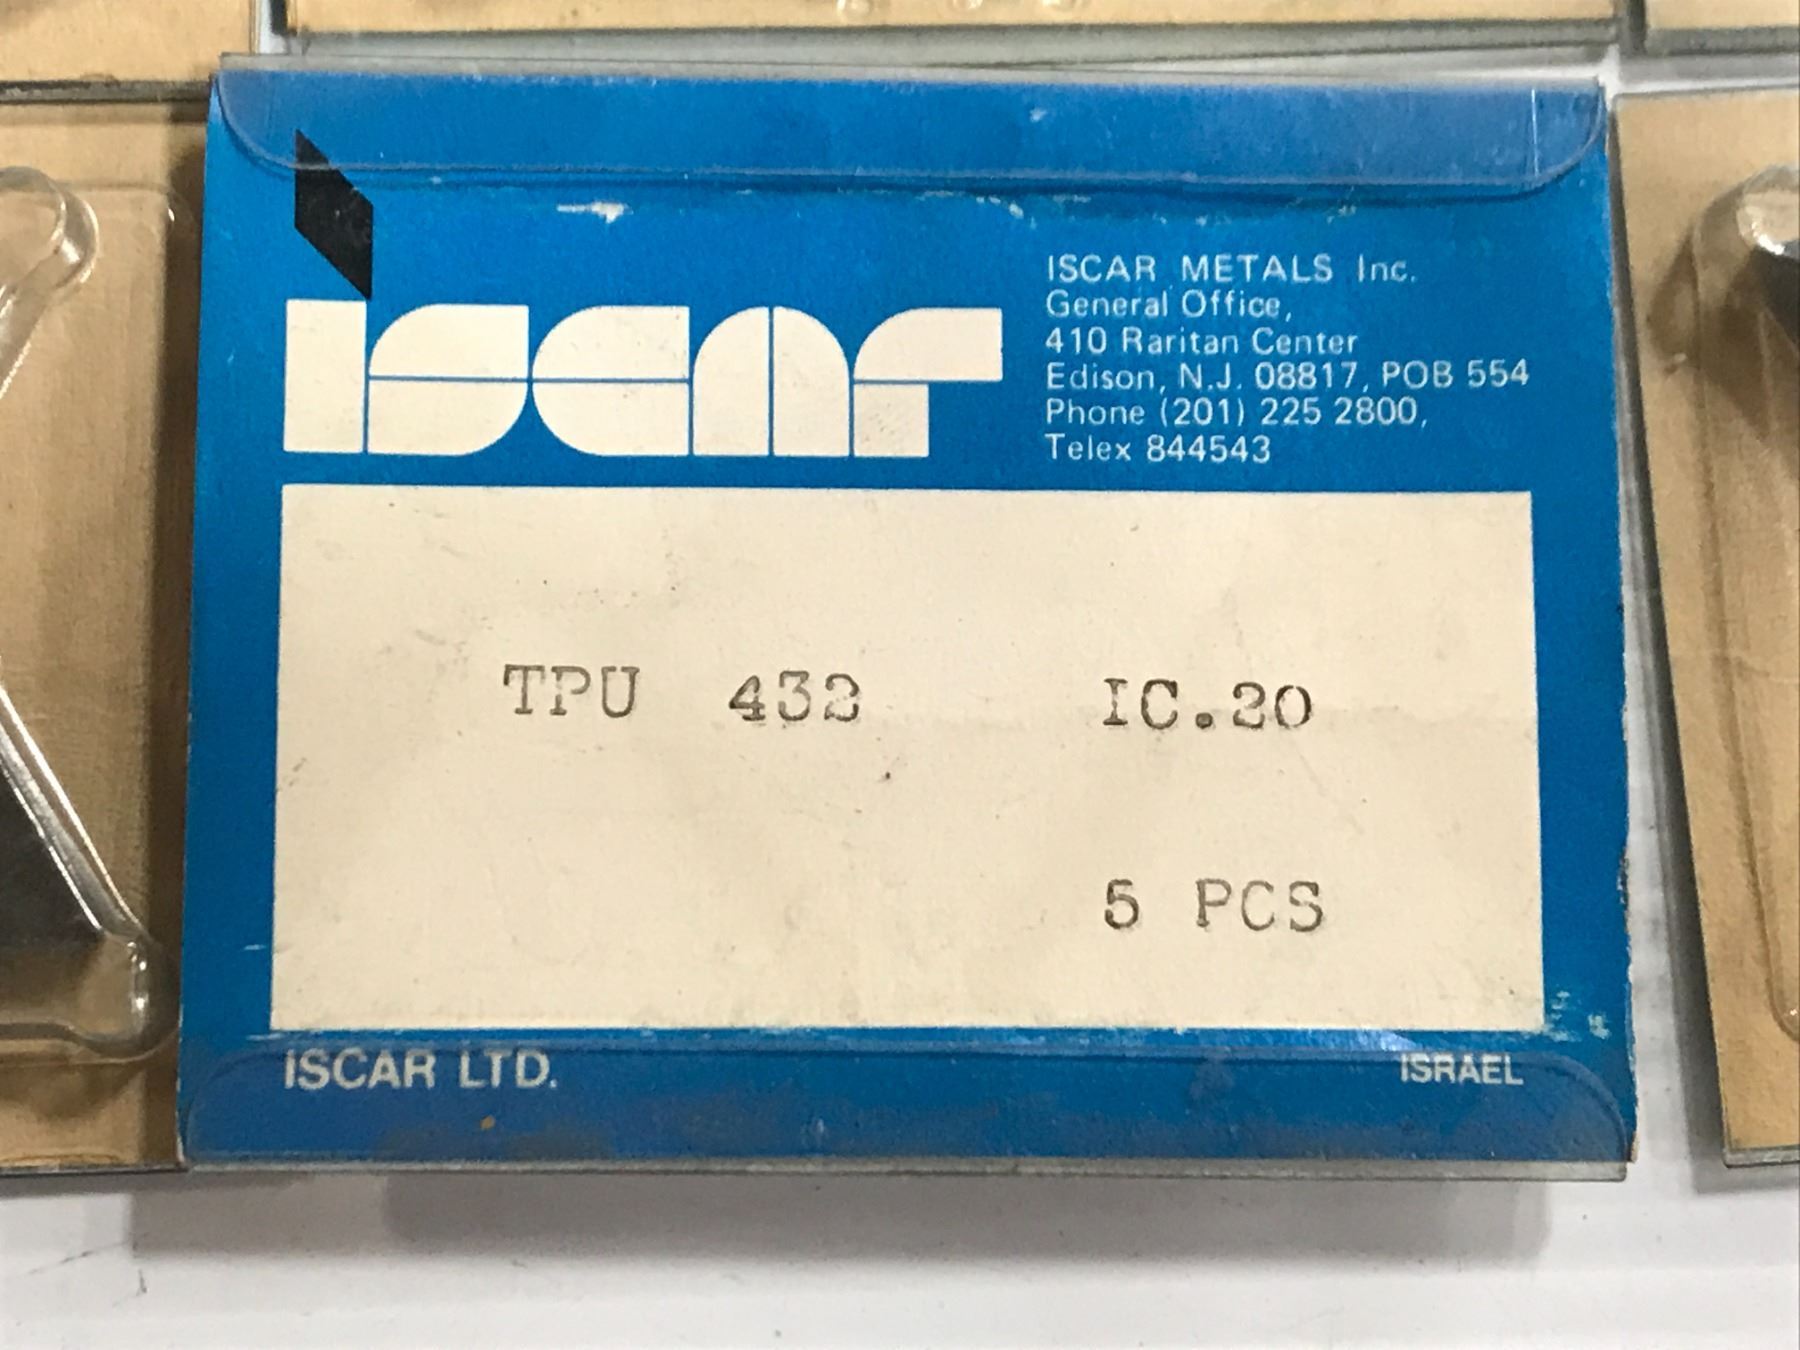 iscar
ISCAR METALS Inc.
General Office,
410 Raritan Center
Edison, N.J. 08817, POB 554
Phone (201) 225 2800,
Telex 844543
TPU 432 IC.20
5 PCS
ISCAR LTD. ISRAEL